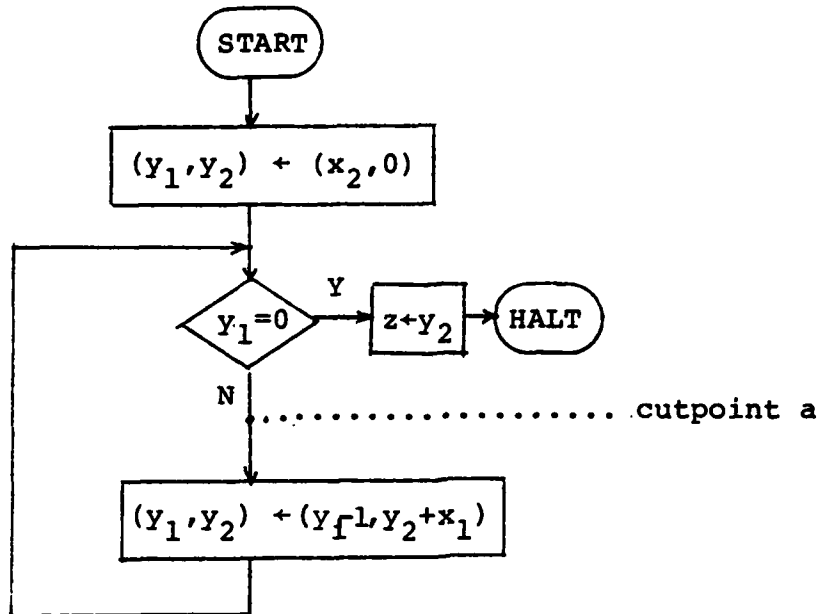 START
(y₁,y₂) ← (x₂,0)
Y
y₁=0
z←y₂
HALT
N
cutpoint a
(y₁,y₂) ←(y₁-1,y₂+x₁)